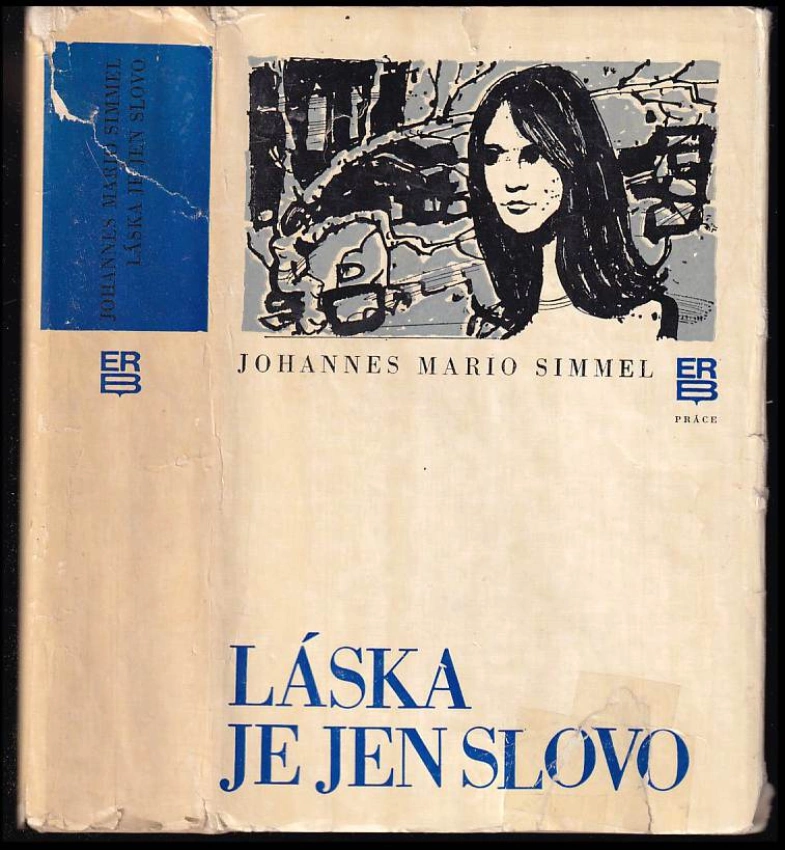 JOHANNES MARIO SIMMEL
LÁSKA JE JEN SLOVO
ERB
JOHANNES MARIO SIMMEL
ERB
PRÁCE
LÁSKA
JE JEN SLOVO